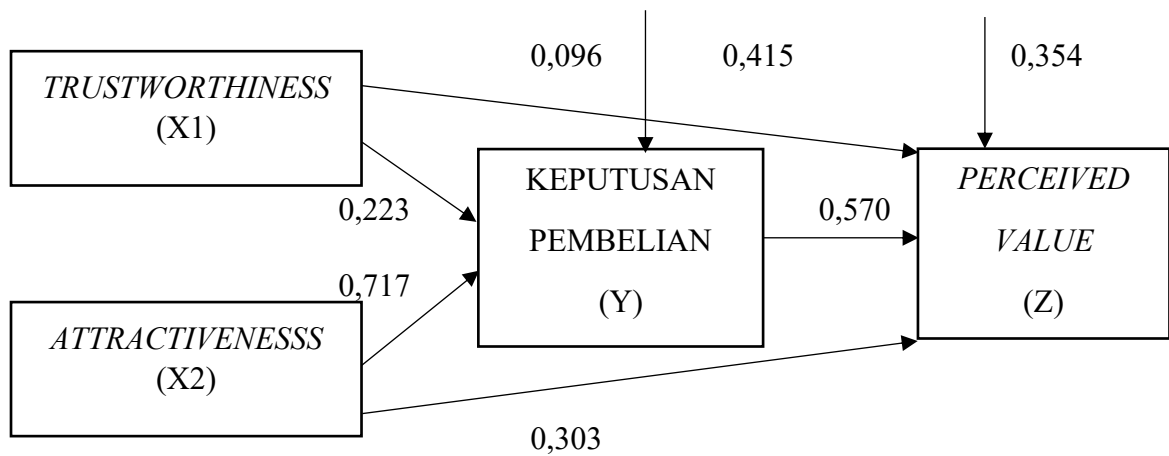 0,096 0,415 0,354
TRUSTWORTHINESS
(X1)
KEPUTUSAN
PEMBELIAN
(Y)
PERCEIVED
VALUE
(Z)
0,223
0,570
0,717
ATTRACTIVENESSS
(X2)
0,303